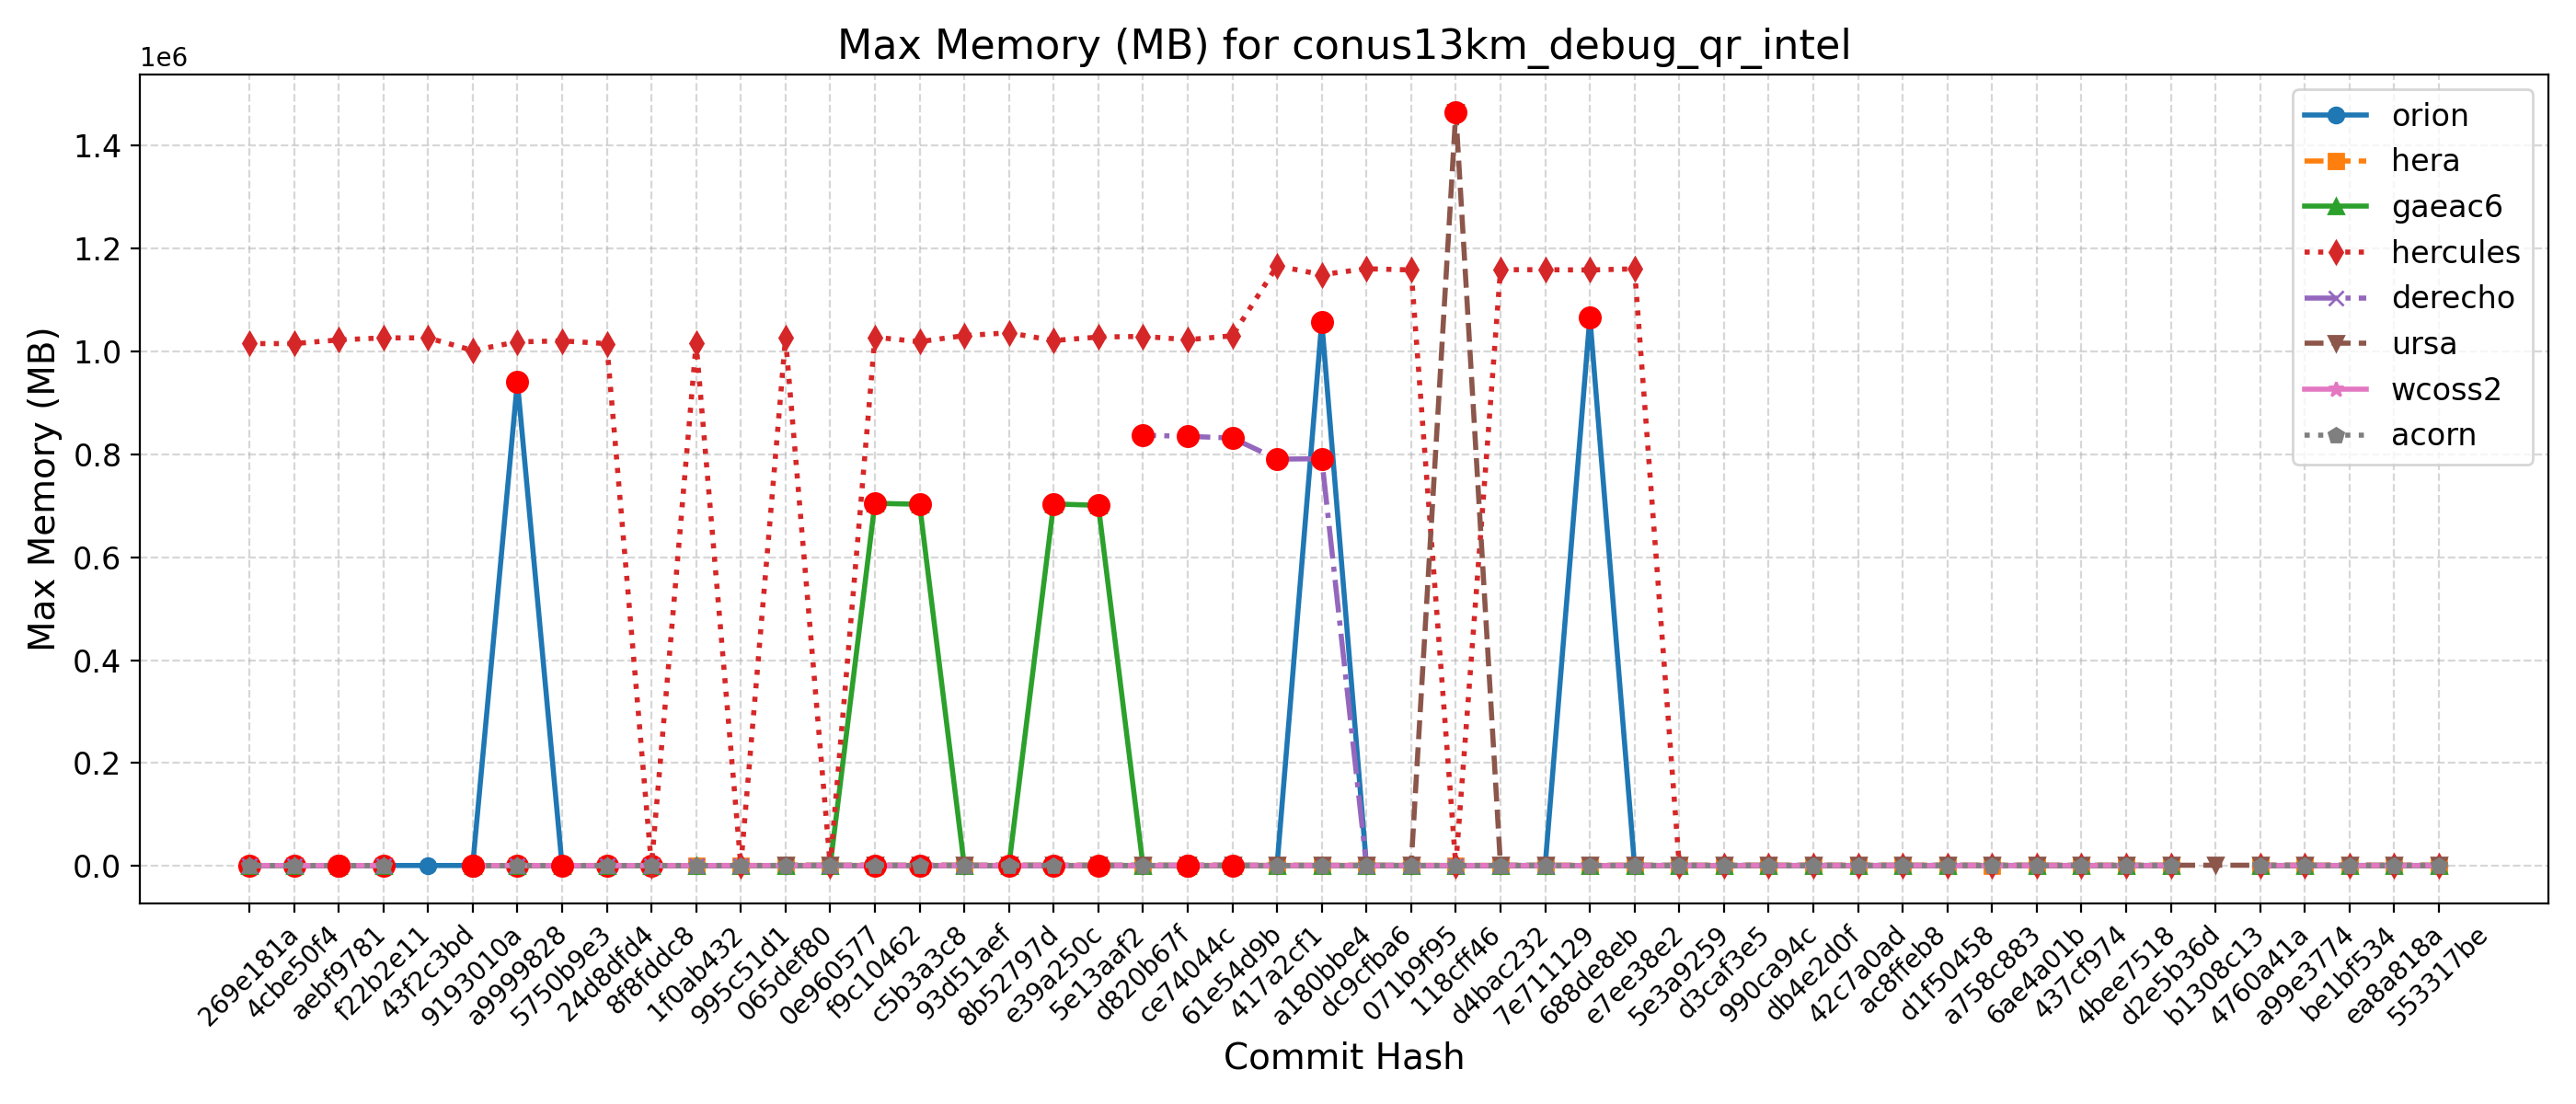 Max Memory (MB) for conus13km_debug_qr_intel
1e6
1.4
1.2
1.0
0.8
0.6
0.4
0.2
0.0
Max Memory (MB)
orion
hera
gaeac6
hercules
derecho
ursa
wcoss2
acorn
269e181a
4cbe50f4
aebf9781
f22b2e11
43f2c3bd
9193010a
a9999828
5750b9e3
24d8dfd4
8f8fddc8
1f0ab432
995c51d1
065def80
0e960577
f9c10462
c5b3a3c8
93d51aef
8b52797d
e39a250c
5e13aaf2
d820b67f
ce74044c
61e54d9b
417a2cf1
a180bbe4
dc9cfba6
071b9f95
118cff46
d4bac232
7e711129
688de8eb
e7ee38e2
5e3a9259
d3caf3e5
990ca94c
db4e2d0f
42c7a0ad
ac8ffeb8
d1f50458
a758c883
6ae4a01b
437cf974
4bee7518
d2e5b36d
b1308c13
4760a41a
a99e3774
be1bf534
ea8a818a
553317be
Commit Hash